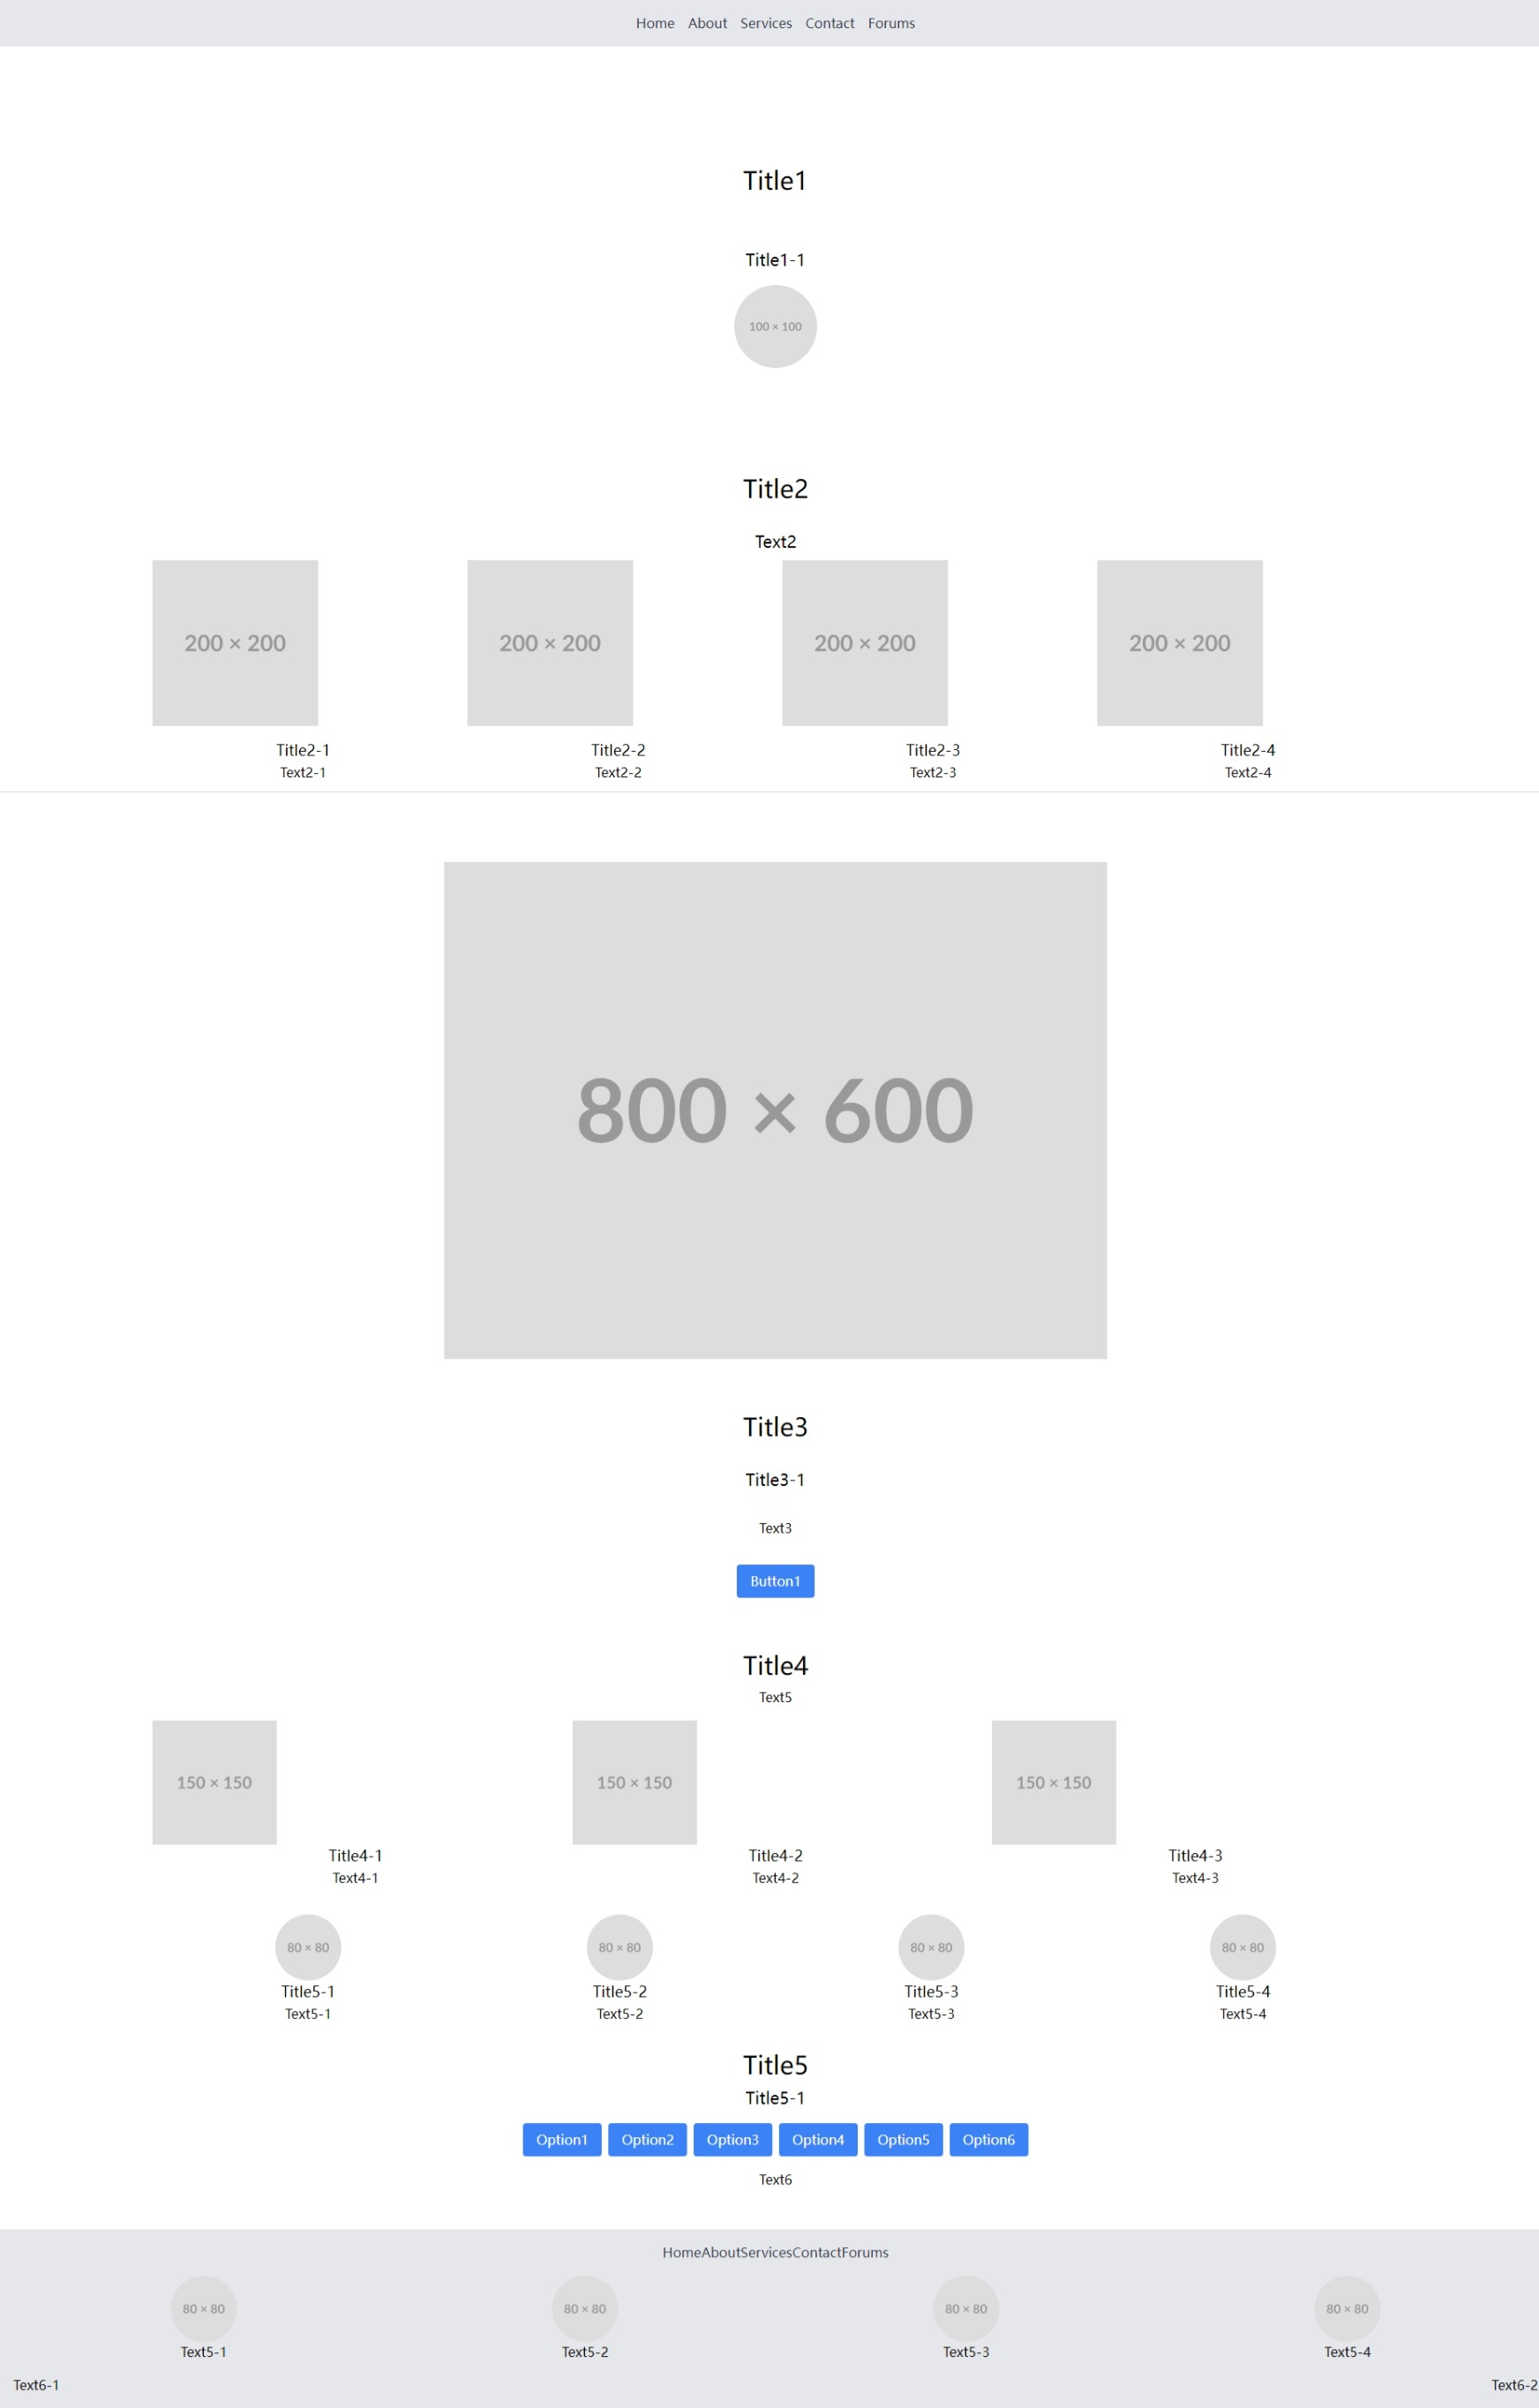 Home About Services Contact Forums
Title1
Title1-1
100 × 100
Title2
Text2
200 × 200 200 × 200 200 × 200 200 × 200
Title2-1 Title2-2 Title2-3 Title2-4
Text2-1 Text2-2 Text2-3 Text2-4
800 × 600
Title3
Title3-1
Text3
Button1
Title4
Text5
150 × 150 150 × 150 150 × 150
Title4-1 Title4-2 Title4-3
Text4-1 Text4-2 Text4-3
80 × 80 80 × 80 80 × 80 80 × 80
Title5-1 Title5-2 Title5-3 Title5-4
Text5-1 Text5-2 Text5-3 Text5-4
Title5
Title5-1
Option1 Option2 Option3 Option4 Option5 Option6
Text6
HomeAboutServicesContactForums
80 × 80 80 × 80 80 × 80 80 × 80
Text5-1 Text5-2 Text5-3 Text5-4
Text6-1 Text6-2